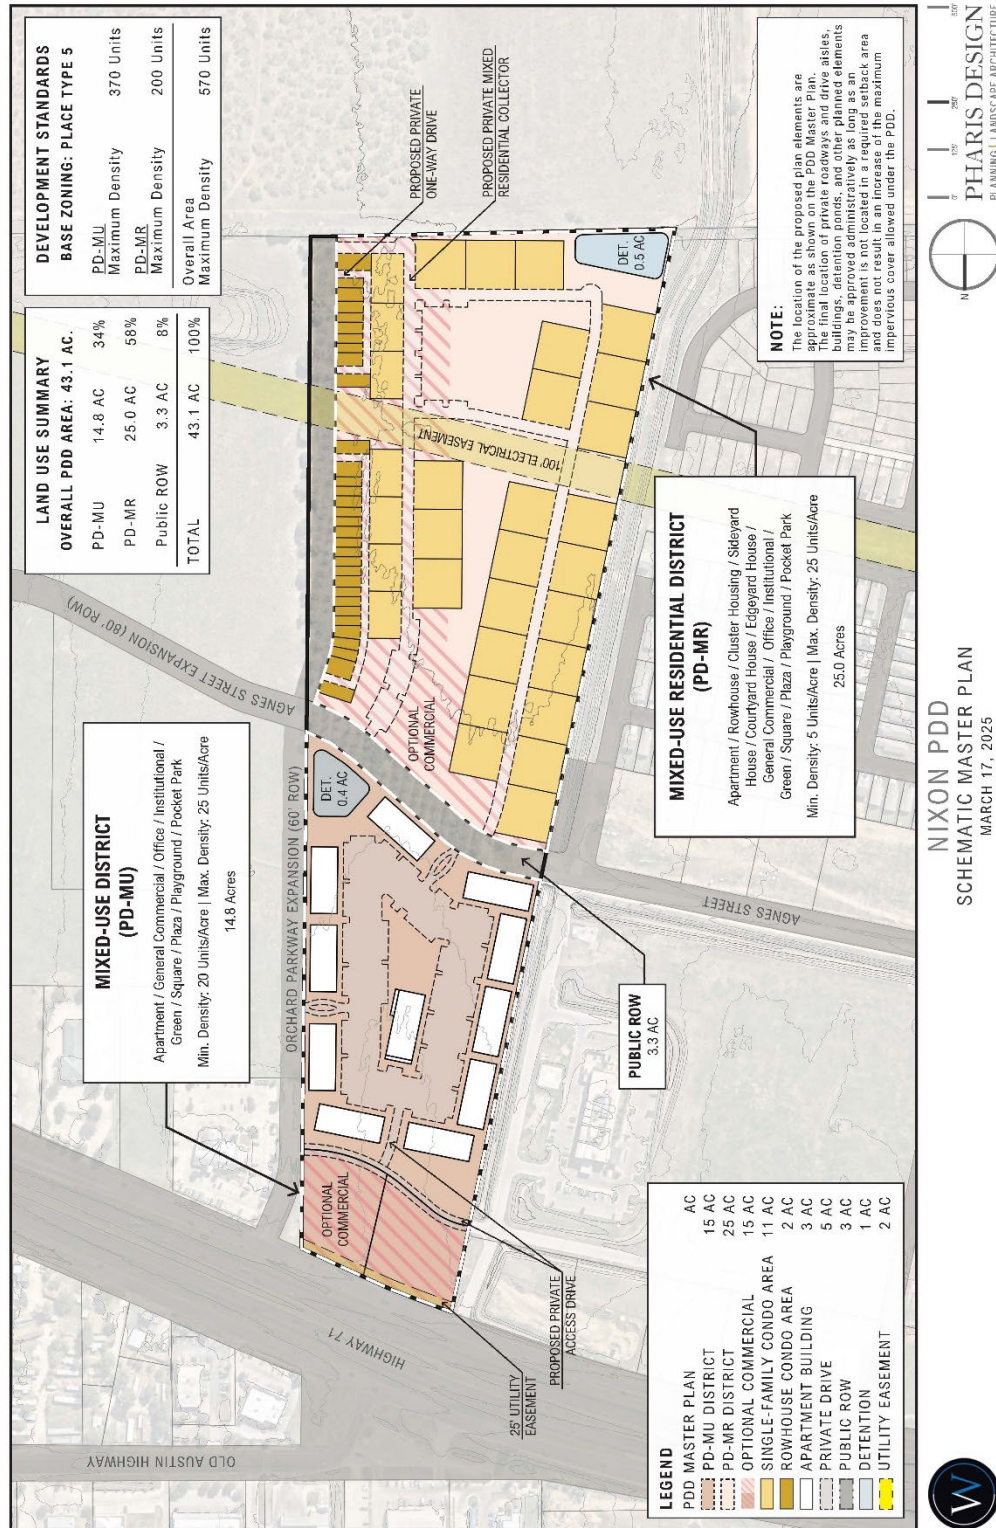 MIXED-USE DISTRICT
(PD-MU)
Apartment / General Commercial / Office / Institutional /
Green / Square / Plaza / Playground / Pocket Park
Min. Density: 20 Units/Acre | Max. Density: 25 Units/Acre
14.8 Acres
LAND USE SUMMARY
OVERALL PDD AREA: 43.1 AC.
PD-MU 14.8 AC 34%
PD-MR 25.0 AC 58%
Public ROW 3.3 AC 8%
TOTAL 43.1 AC 100%
DEVELOPMENT STANDARDS
BASE ZONING: PLACE TYPE 5
PD-MU
Maximum Density 370 Units
PD-MR
Maximum Density 200 Units
Overall Area
Maximum Density 570 Units
OLD AUSTIN HIGHWAY
HIGHWAY 71
ORCHARD PARKWAY EXPANSION (60' ROW)
AGNES STREET EXPANSION (80' ROW)
PROPOSED PRIVATE
ONE-WAY DRIVE
PROPOSED PRIVATE MIXED
RESIDENTIAL COLLECTOR
OPTIONAL
COMMERCIAL
DET.
0.4 AC
OPTIONAL
COMMERCIAL
100' ELECTRICAL EASEMENT
DET.
0.5 AC
25' UTILITY
EASEMENT
PROPOSED PRIVATE
ACCESS DRIVE
PUBLIC ROW
3.3 AC
AGNES STREET
MIXED-USE RESIDENTIAL DISTRICT
(PD-MR)
Apartment / Rowhouse / Cluster Housing / Sideyard
House / Courtyard House / Edgeyard House /
General Commercial / Office / Institutional /
Green / Square / Plaza / Playground / Pocket Park
Min. Density: 5 Units/Acre | Max. Density: 25 Units/Acre
25.0 Acres
NOTE:
The location of the proposed plan elements are
approximate as shown on the PDD Master Plan.
The final location of private roadways and drive aisles,
buildings, detention ponds, and other planned elements
may be approved administratively as long as an
improvement is not located in a required setback area
and does not result in an increase of the maximum
impervious cover allowed under the PDD.
LEGEND
PDD MASTER PLAN AC
PD-MU DISTRICT 15 AC
PD-MR DISTRICT 25 AC
OPTIONAL COMMERCIAL 15 AC
SINGLE-FAMILY CONDO AREA 11 AC
ROWHOUSE CONDO AREA 2 AC
APARTMENT BUILDING 3 AC
PRIVATE DRIVE 5 AC
PUBLIC ROW 3 AC
DETENTION 1 AC
UTILITY EASEMENT 2 AC
W
NIXON PDD
SCHEMATIC MASTER PLAN
MARCH 17, 2025
N
0' 125' 250' 500'
PHARIS DESIGN
PLANNING | LANDSCAPE ARCHITECTURE